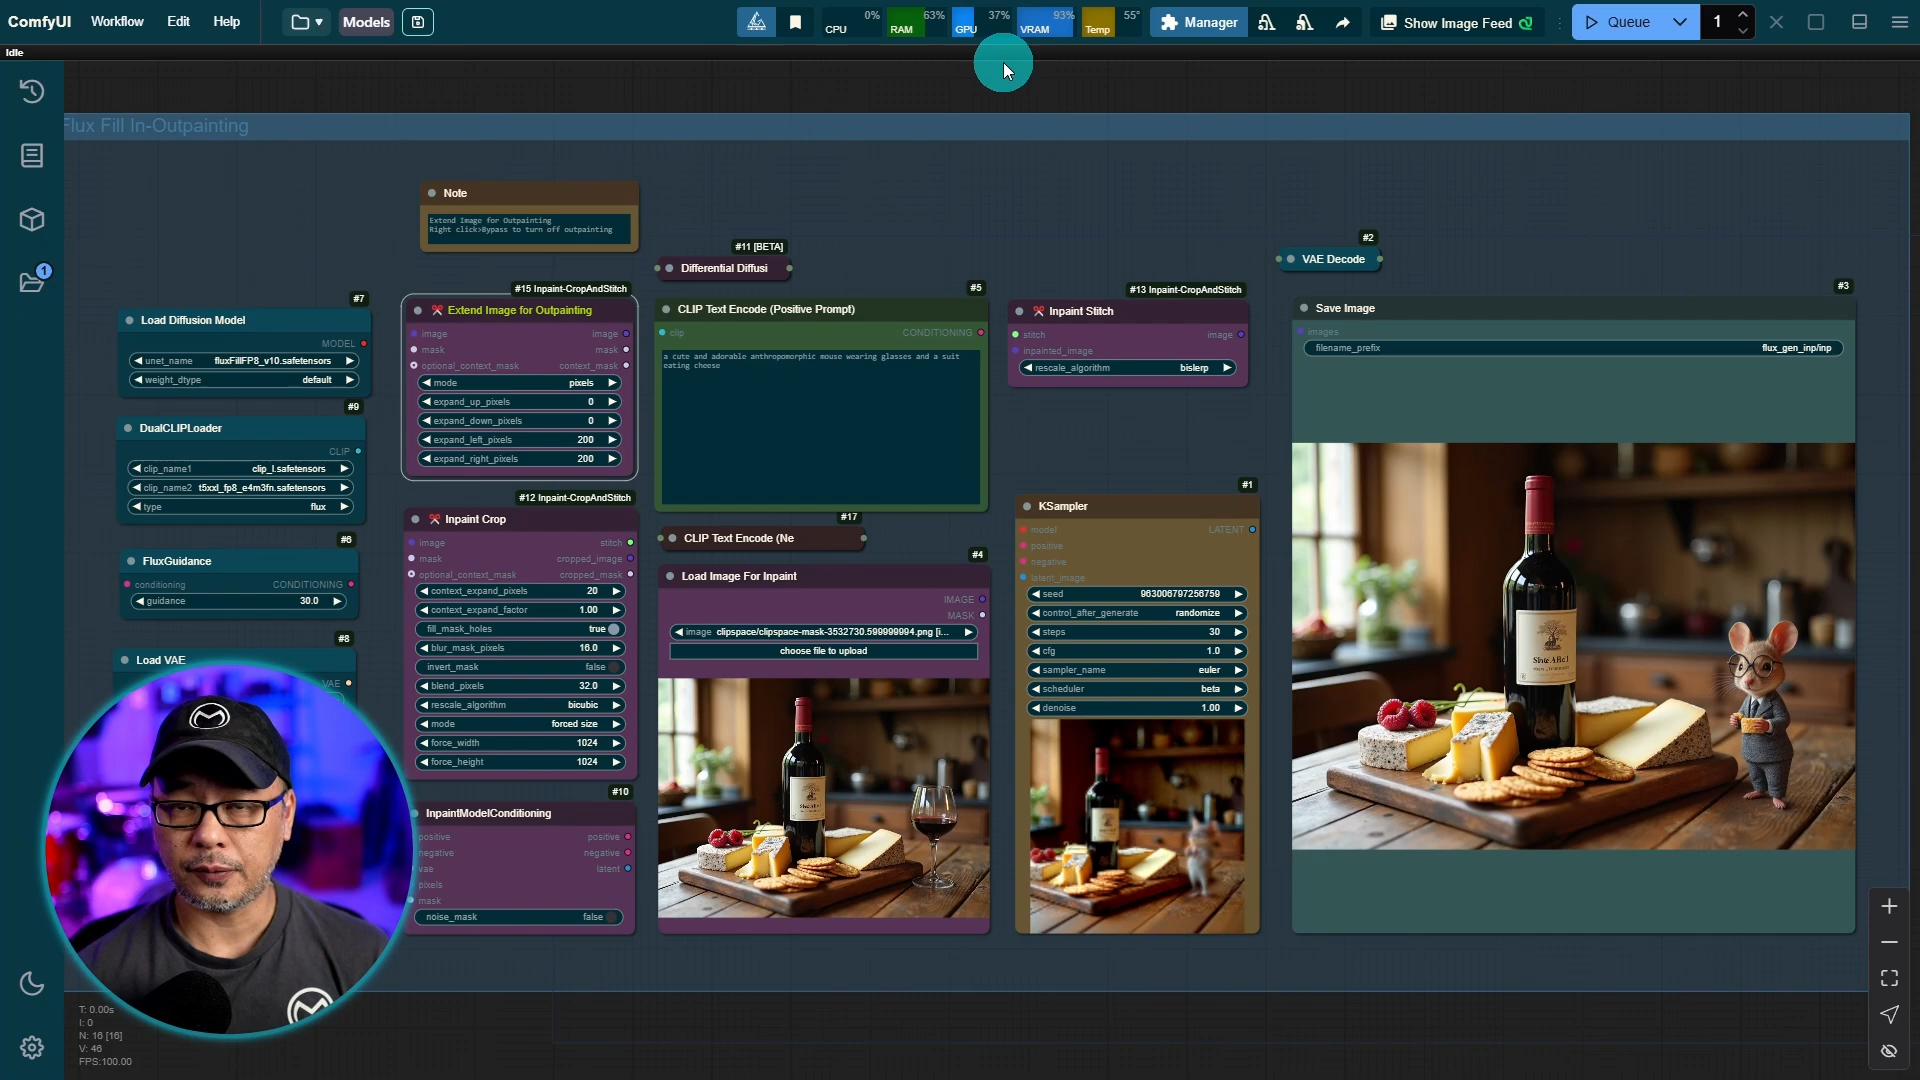 ComfyUI
Workflow
Edit
Help
Models
CPU 0%
RAM 63%
GPU 37%
VRAM 93%
Temp 55°
Manager
Show Image Feed
Queue
1
Idle
1
Flux Fill In-Outpainting
Note
Extend Image for Outpainting
Right click>Bypass to turn off outpainting
#7
Load Diffusion Model
MODEL
unet_name fluxFillFP8_v10.safetensors
weight_dtype default
#9
DualCLIPLoader
CLIP
clip_name1 clip_l.safetensors
clip_name2 t5xxl_fp8_e4m3fn.safetensors
type flux
#6
FluxGuidance
conditioning CONDITIONING
guidance 30.0
#8
Load VAE
VAE
#15 Inpaint-CropAndStitch
Extend Image for Outpainting
image image
mask mask
optional_context_mask context_mask
mode pixels
expand_up_pixels 0
expand_down_pixels 0
expand_left_pixels 200
expand_right_pixels 200
#12 Inpaint-CropAndStitch
Inpaint Crop
image stitch
mask cropped_image
optional_context_mask cropped_mask
context_expand_pixels 20
context_expand_factor 1.00
fill_mask_holes true
blur_mask_pixels 16.0
invert_mask false
blend_pixels 32.0
rescale_algorithm bicubic
mode forced size
force_width 1024
force_height 1024
#10
InpaintModelConditioning
positive positive
negative negative
vae latent
pixels
mask
noise_mask false
#11 [BETA]
Differential Diffusi
#5
CLIP Text Encode (Positive Prompt)
clip CONDITIONING
a cute and adorable anthropomorphic mouse wearing glasses and a suit
eating cheese
#17
CLIP Text Encode (Ne
#4
Load Image For Inpaint
IMAGE
MASK
image clipspace/clipspace-mask-3532730.599999994.png [i...
choose file to upload
#13 Inpaint-CropAndStitch
Inpaint Stitch
stitch image
inpainted_image
rescale_algorithm bislerp
#1
KSampler
model LATENT
positive
negative
latent_image
seed 963006797256759
control_after_generate randomize
steps 30
cfg 1.0
sampler_name euler
scheduler beta
denoise 1.00
#2
VAE Decode
#3
Save Image
images
filename_prefix flux_gen_inp/inp
T: 0.00s
I: 0
N: 16 [16]
V: 46
FPS:100.00